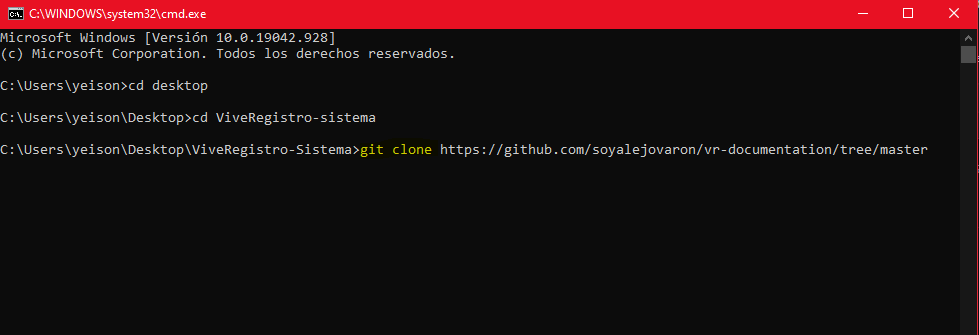 C:\WINDOWS\system32\cmd.exe
Microsoft Windows [Versión 10.0.19042.928]
(c) Microsoft Corporation. Todos los derechos reservados.
C:\Users\yeison>cd desktop
C:\Users\yeison\Desktop>cd ViveRegistro-sistema
C:\Users\yeison\Desktop\ViveRegistro-Sistema>git clone https://github.com/soyalejovaron/vr-documentation/tree/master